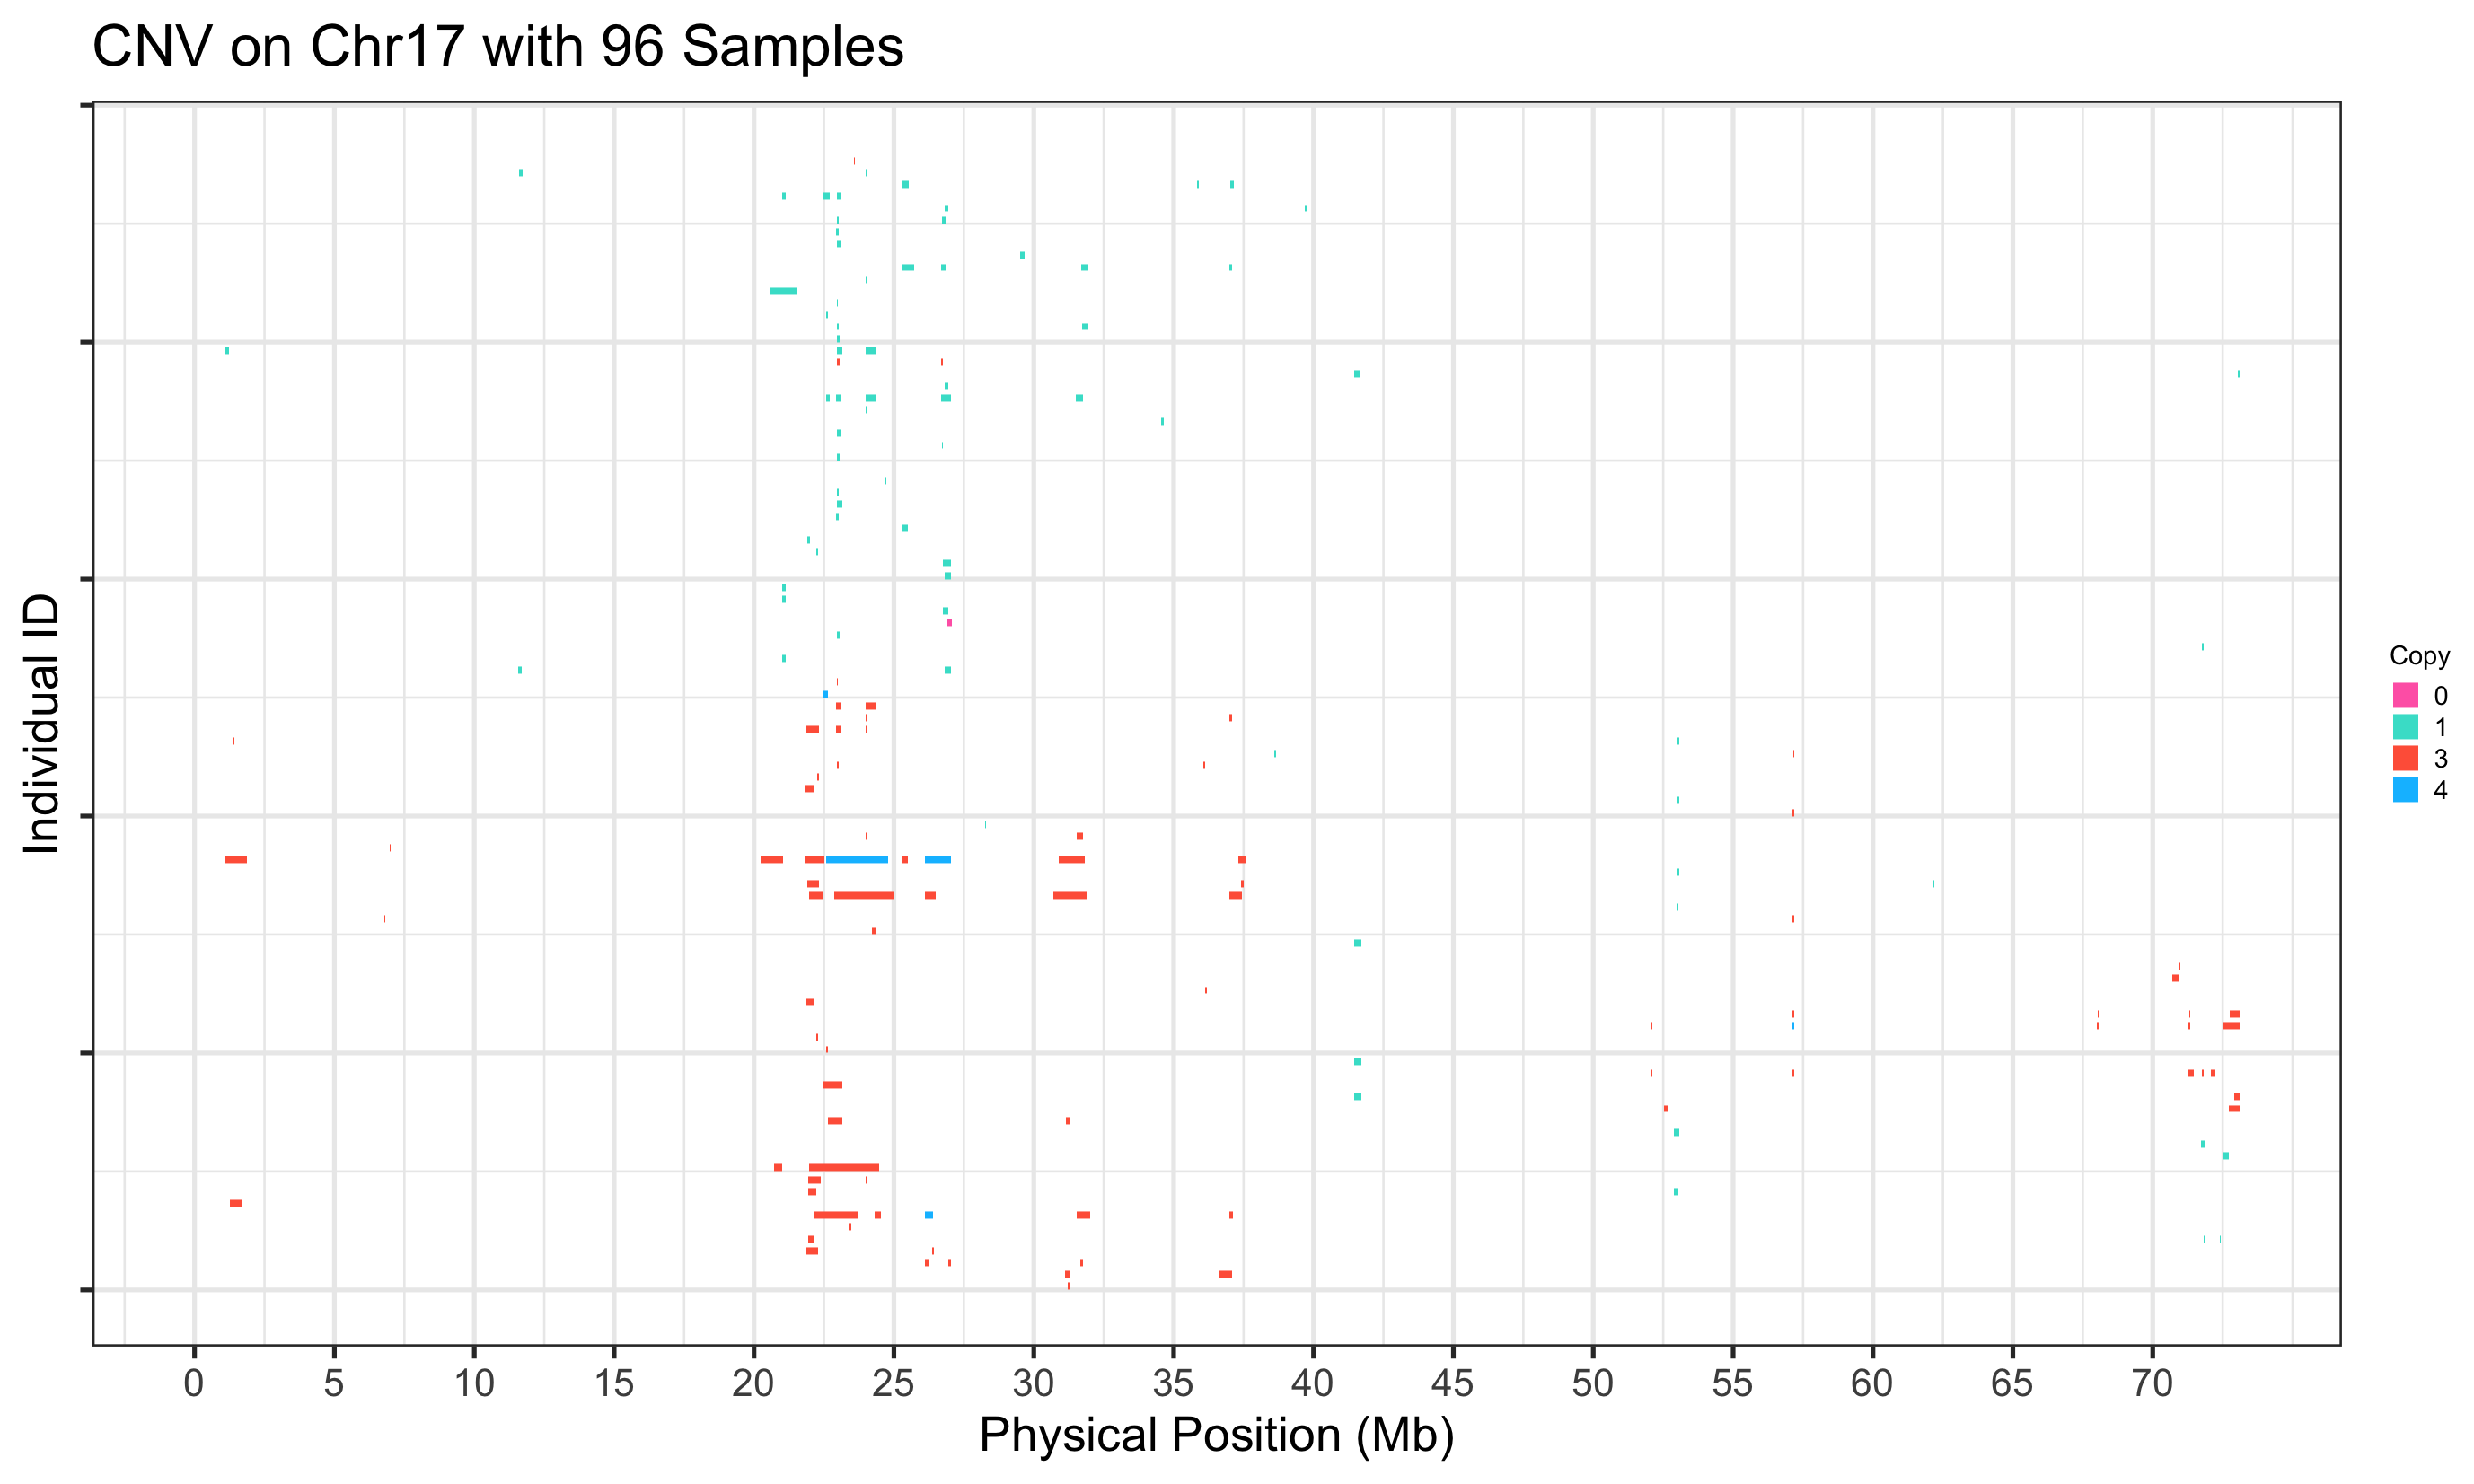 CNV on Chr17 with 96 Samples
Individual ID
Copy
0
1
3
4
0 5 10 15 20 25 30 35 40 45 50 55 60 65 70
Physical Position (Mb)